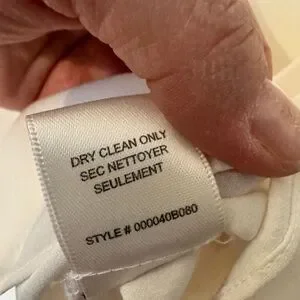 DRY CLEAN ONLY
SEC NETTOYER
SEULEMENT
STYLE # 000040B080